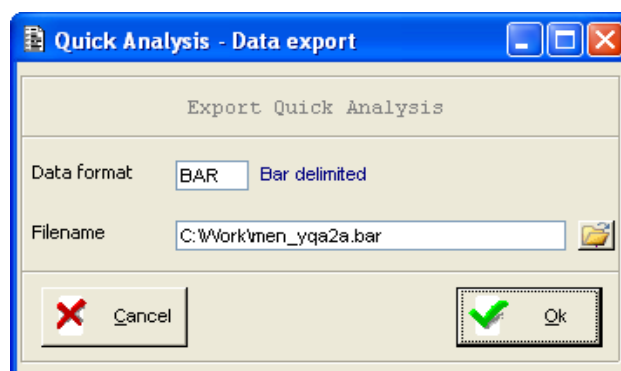 Quick Analysis - Data export
Export Quick Analysis
Data format BAR Bar delimited
Filename C:\Work\men_yqa2a.bar
Cancel Ok